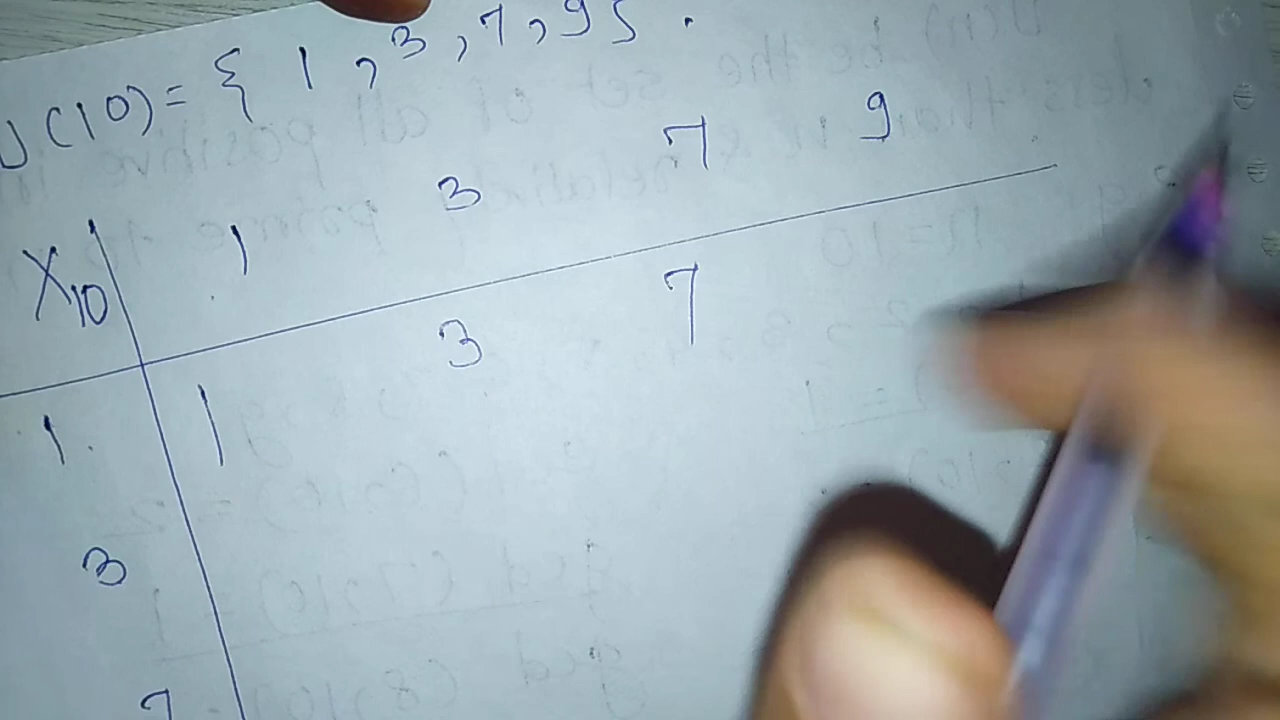 U(10) = { 1, 3, 7, 9 }.
X10 1 3 7 9
1. 1 3 7
3
7